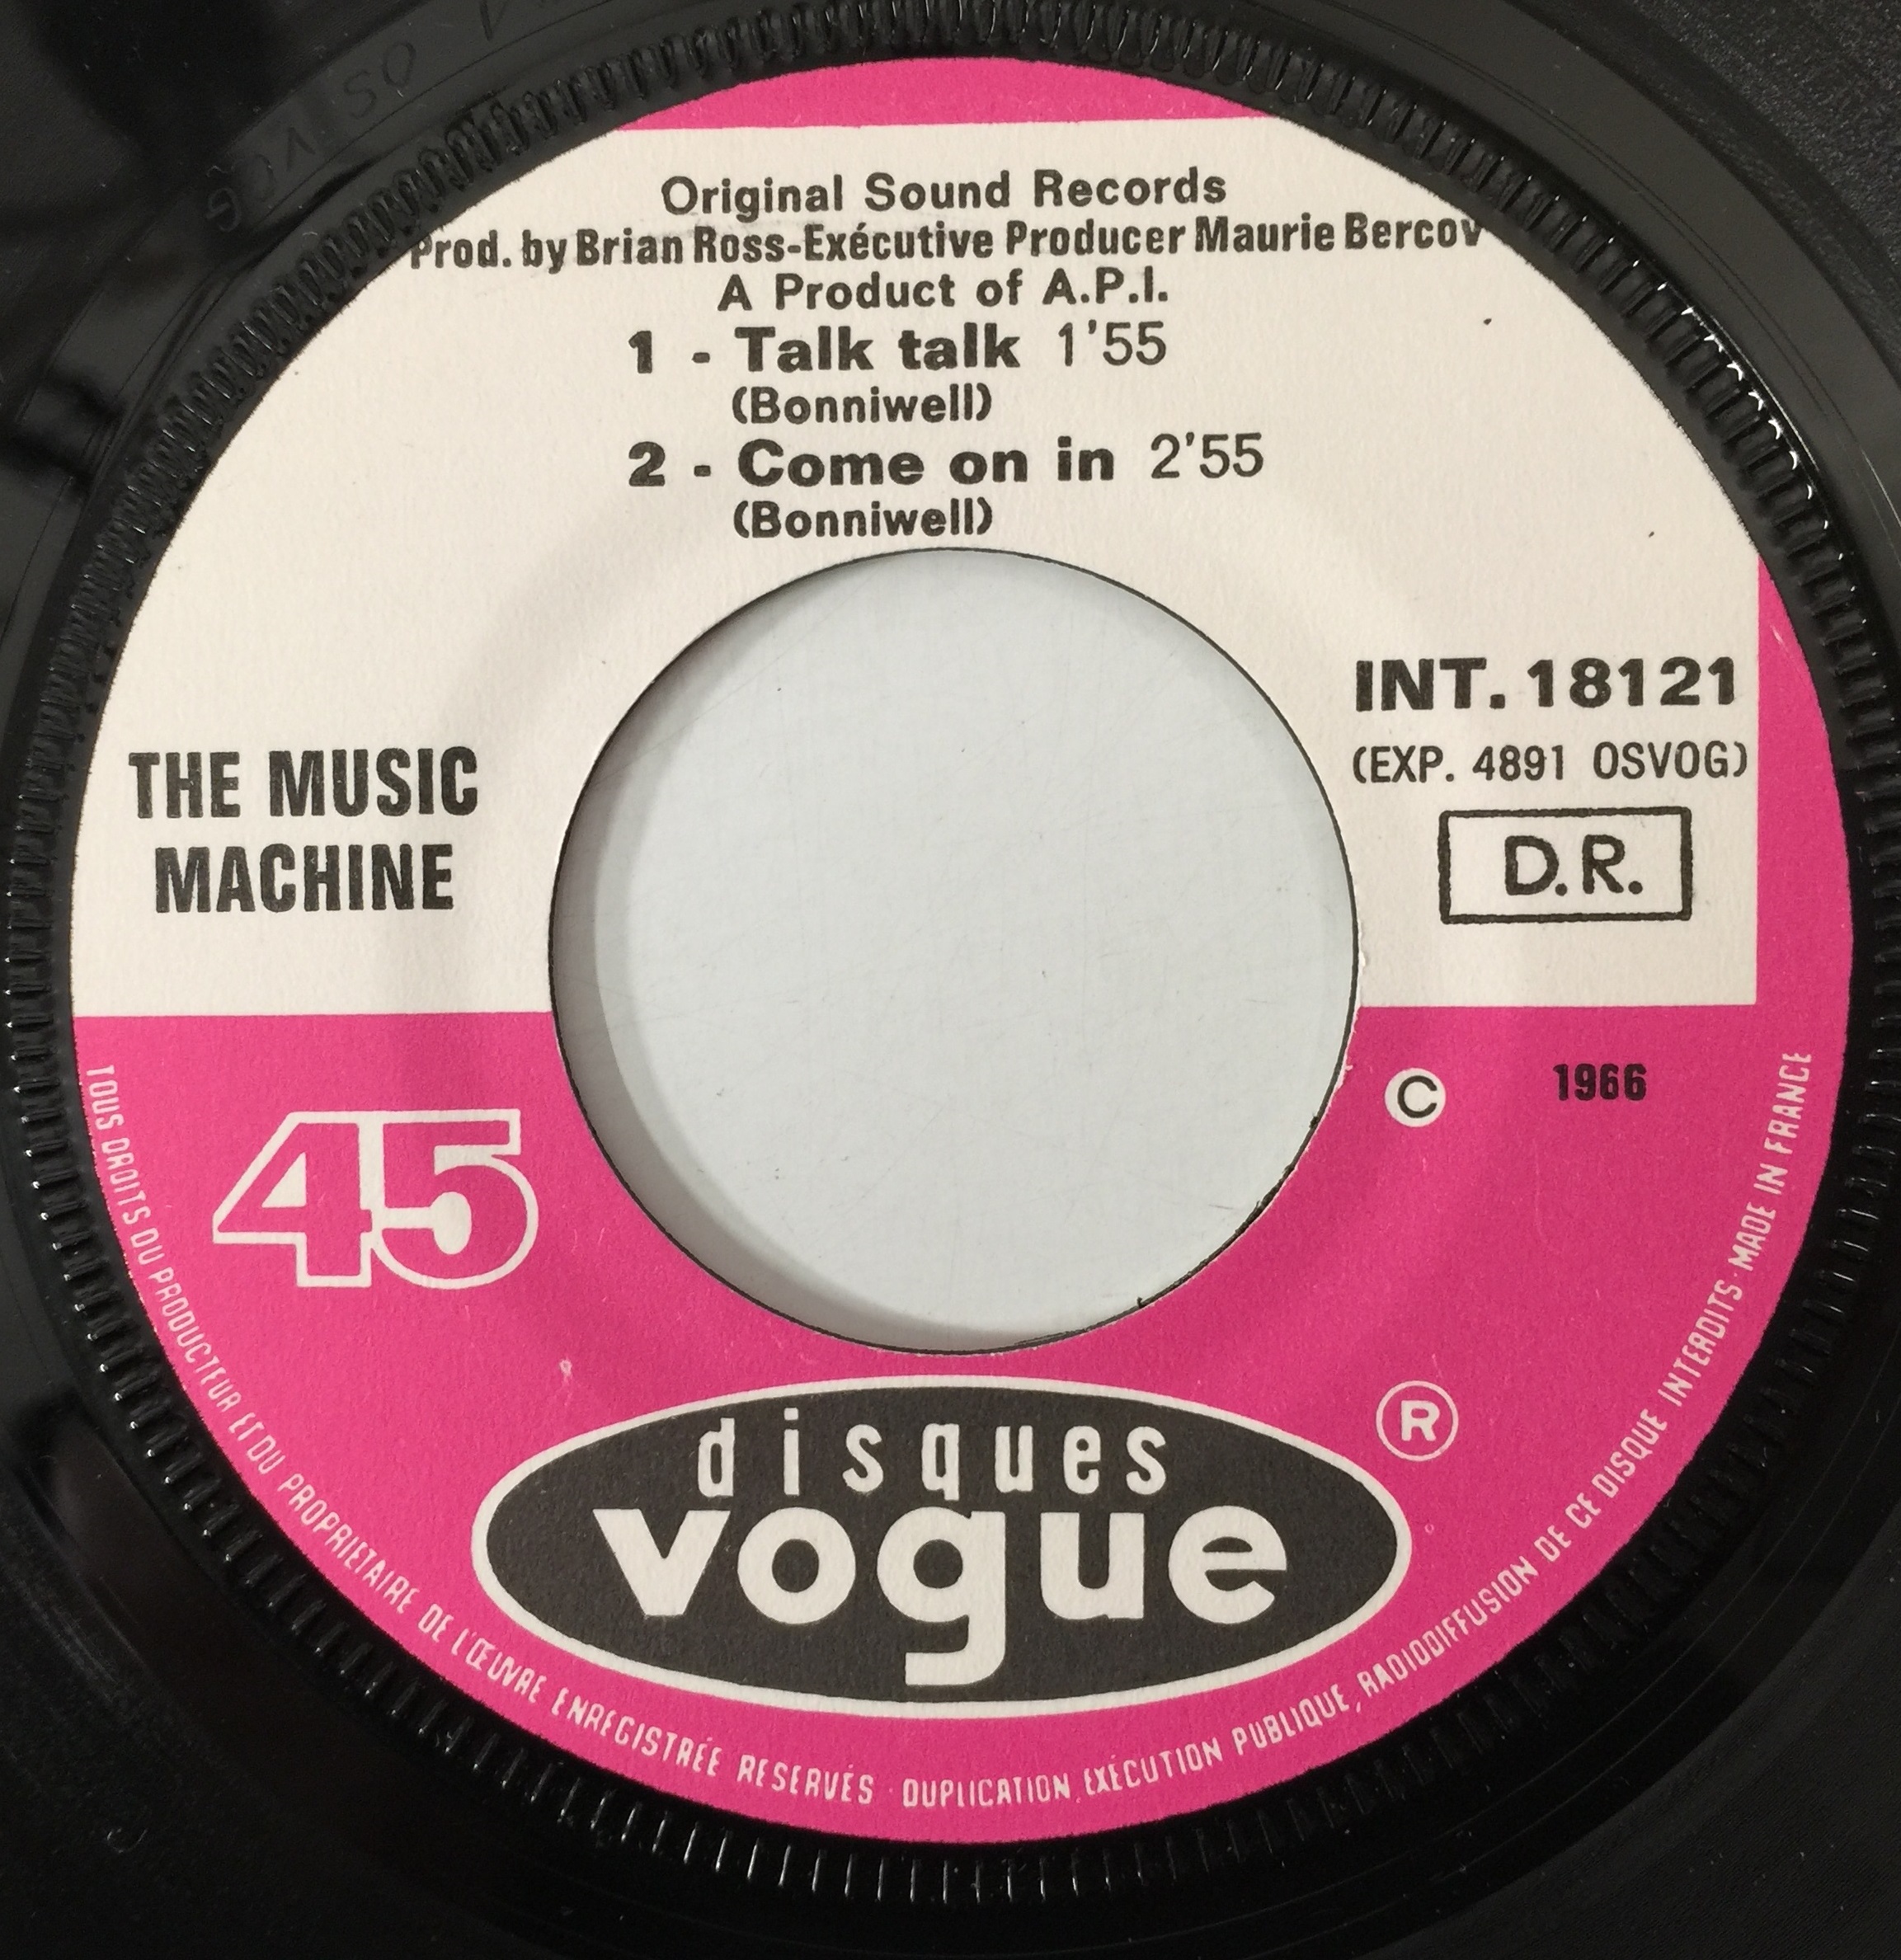 Original Sound Records
Prod. by Brian Ross-Exécutive Producer Maurie Bercov
A Product of A.P.I.
1 - Talk talk 1'55
(Bonniwell)
2 - Come on in 2'55
(Bonniwell)
THE MUSIC
MACHINE
INT. 18121
(EXP. 4891 OSVOG)
D.R.
45
© 1966
disques
vogue
®
TOUS DROITS DU PRODUCTEUR ET DU PROPRIETAIRE DE L'ŒUVRE ENREGISTRÉE RESERVÉS · DUPLICATION, EXÉCUTION PUBLIQUE, RADIODIFFUSION DE CE DISQUE INTERDITS · MADE IN FRANCE